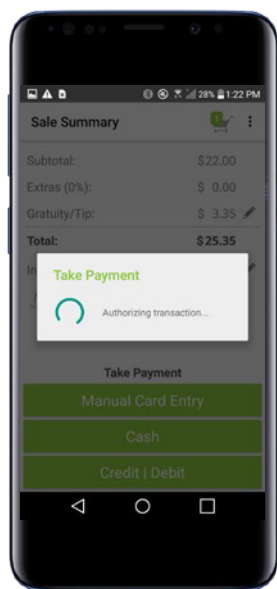 28% 1:22 PM
Sale Summary
1
Subtotal: $22.00
Extras (0%): $ 0.00
Gratuity/Tip: $ 3.35
Total: $25.35
Take Payment
Authorizing transaction...
Take Payment
Manual Card Entry
Cash
Credit | Debit